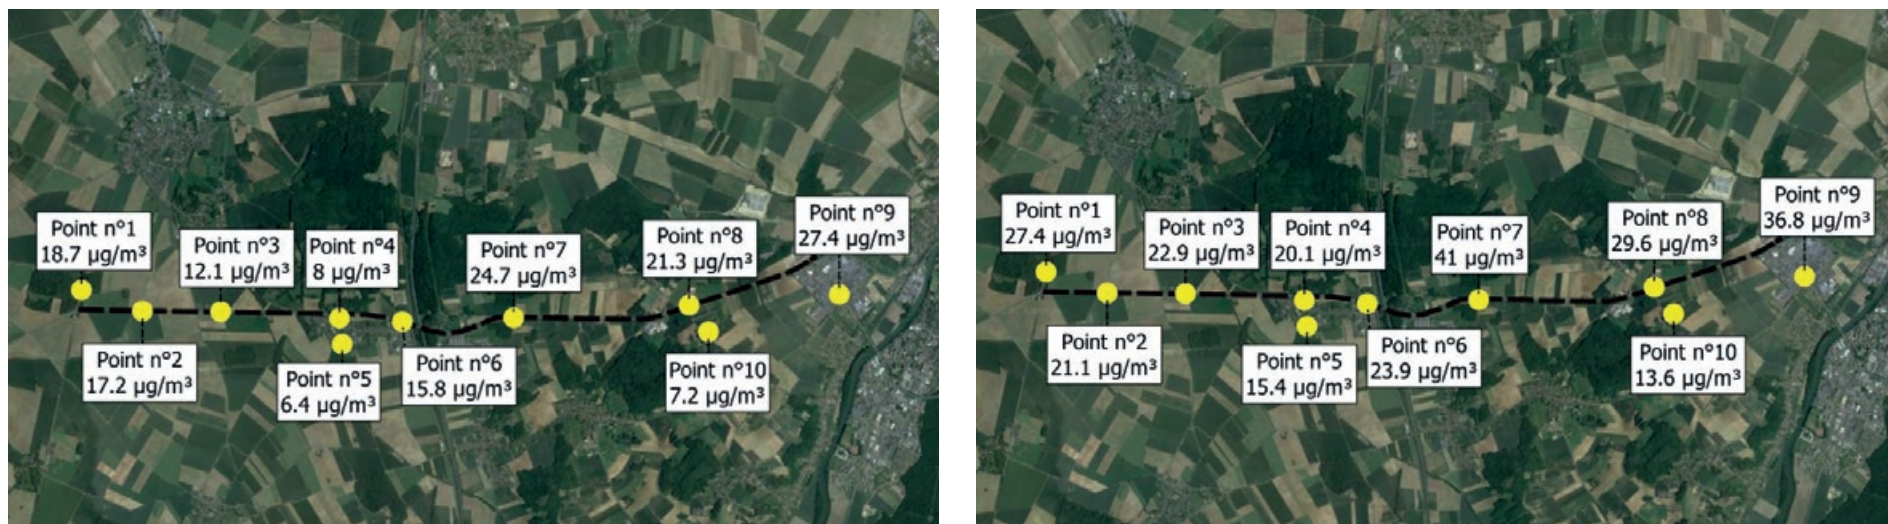 Point n°1
18.7 µg/m³
Point n°3
12.1 µg/m³
Point n°4
8 µg/m³
Point n°7
24.7 µg/m³
Point n°8
21.3 µg/m³
Point n°9
27.4 µg/m³
Point n°2
17.2 µg/m³
Point n°5
6.4 µg/m³
Point n°6
15.8 µg/m³
Point n°10
7.2 µg/m³
Point n°1
27.4 µg/m³
Point n°3
22.9 µg/m³
Point n°4
20.1 µg/m³
Point n°7
41 µg/m³
Point n°8
29.6 µg/m³
Point n°9
36.8 µg/m³
Point n°2
21.1 µg/m³
Point n°5
15.4 µg/m³
Point n°6
23.9 µg/m³
Point n°10
13.6 µg/m³